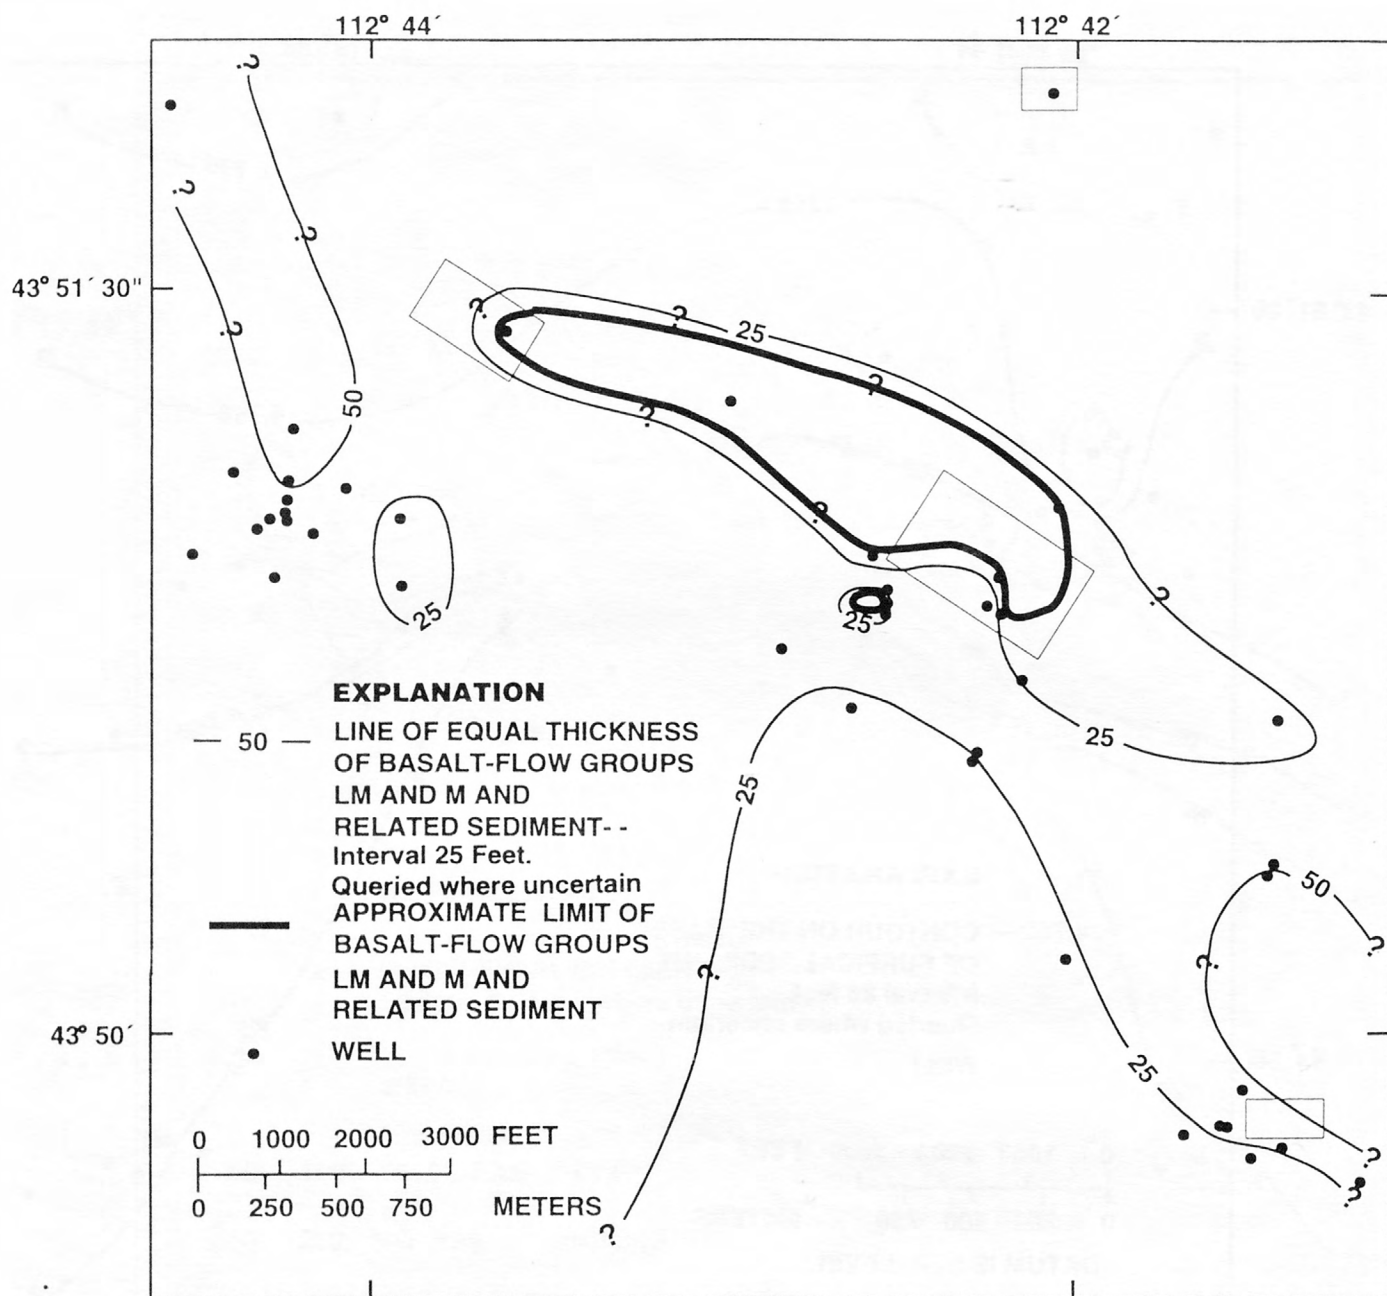 112° 44´ 112° 42´
?
?
?
43° 51´ 30"
? ? 25
?
? ?
50
?
?
25
25
?
25
EXPLANATION
— 50 — LINE OF EQUAL THICKNESS
OF BASALT-FLOW GROUPS
LM AND M AND
RELATED SEDIMENT- -
Interval 25 Feet.
Queried where uncertain
APPROXIMATE LIMIT OF
BASALT-FLOW GROUPS
LM AND M AND
RELATED SEDIMENT
WELL
25
50
?
? ?
43° 50´
25
0 1000 2000 3000 FEET
0 250 500 750 METERS
?
?
?